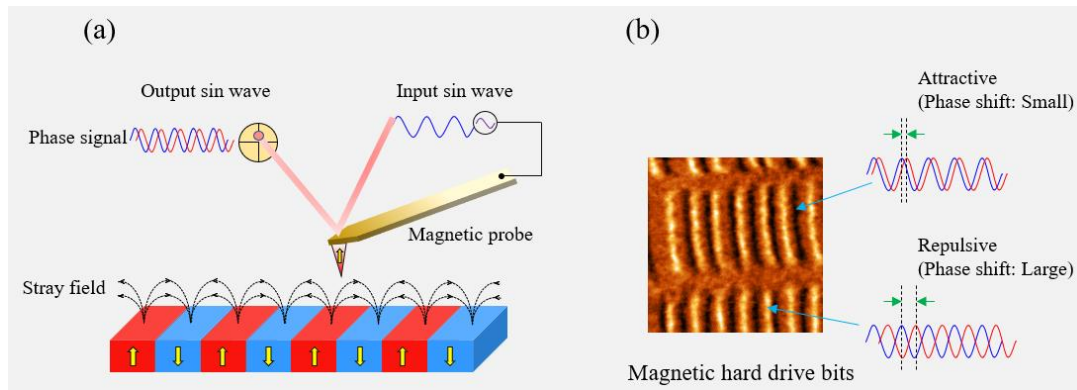 (a)
Output sin wave
Input sin wave
Phase signal
Magnetic probe
Stray field
(b)
Attractive
(Phase shift: Small)
Repulsive
(Phase shift: Large)
Magnetic hard drive bits